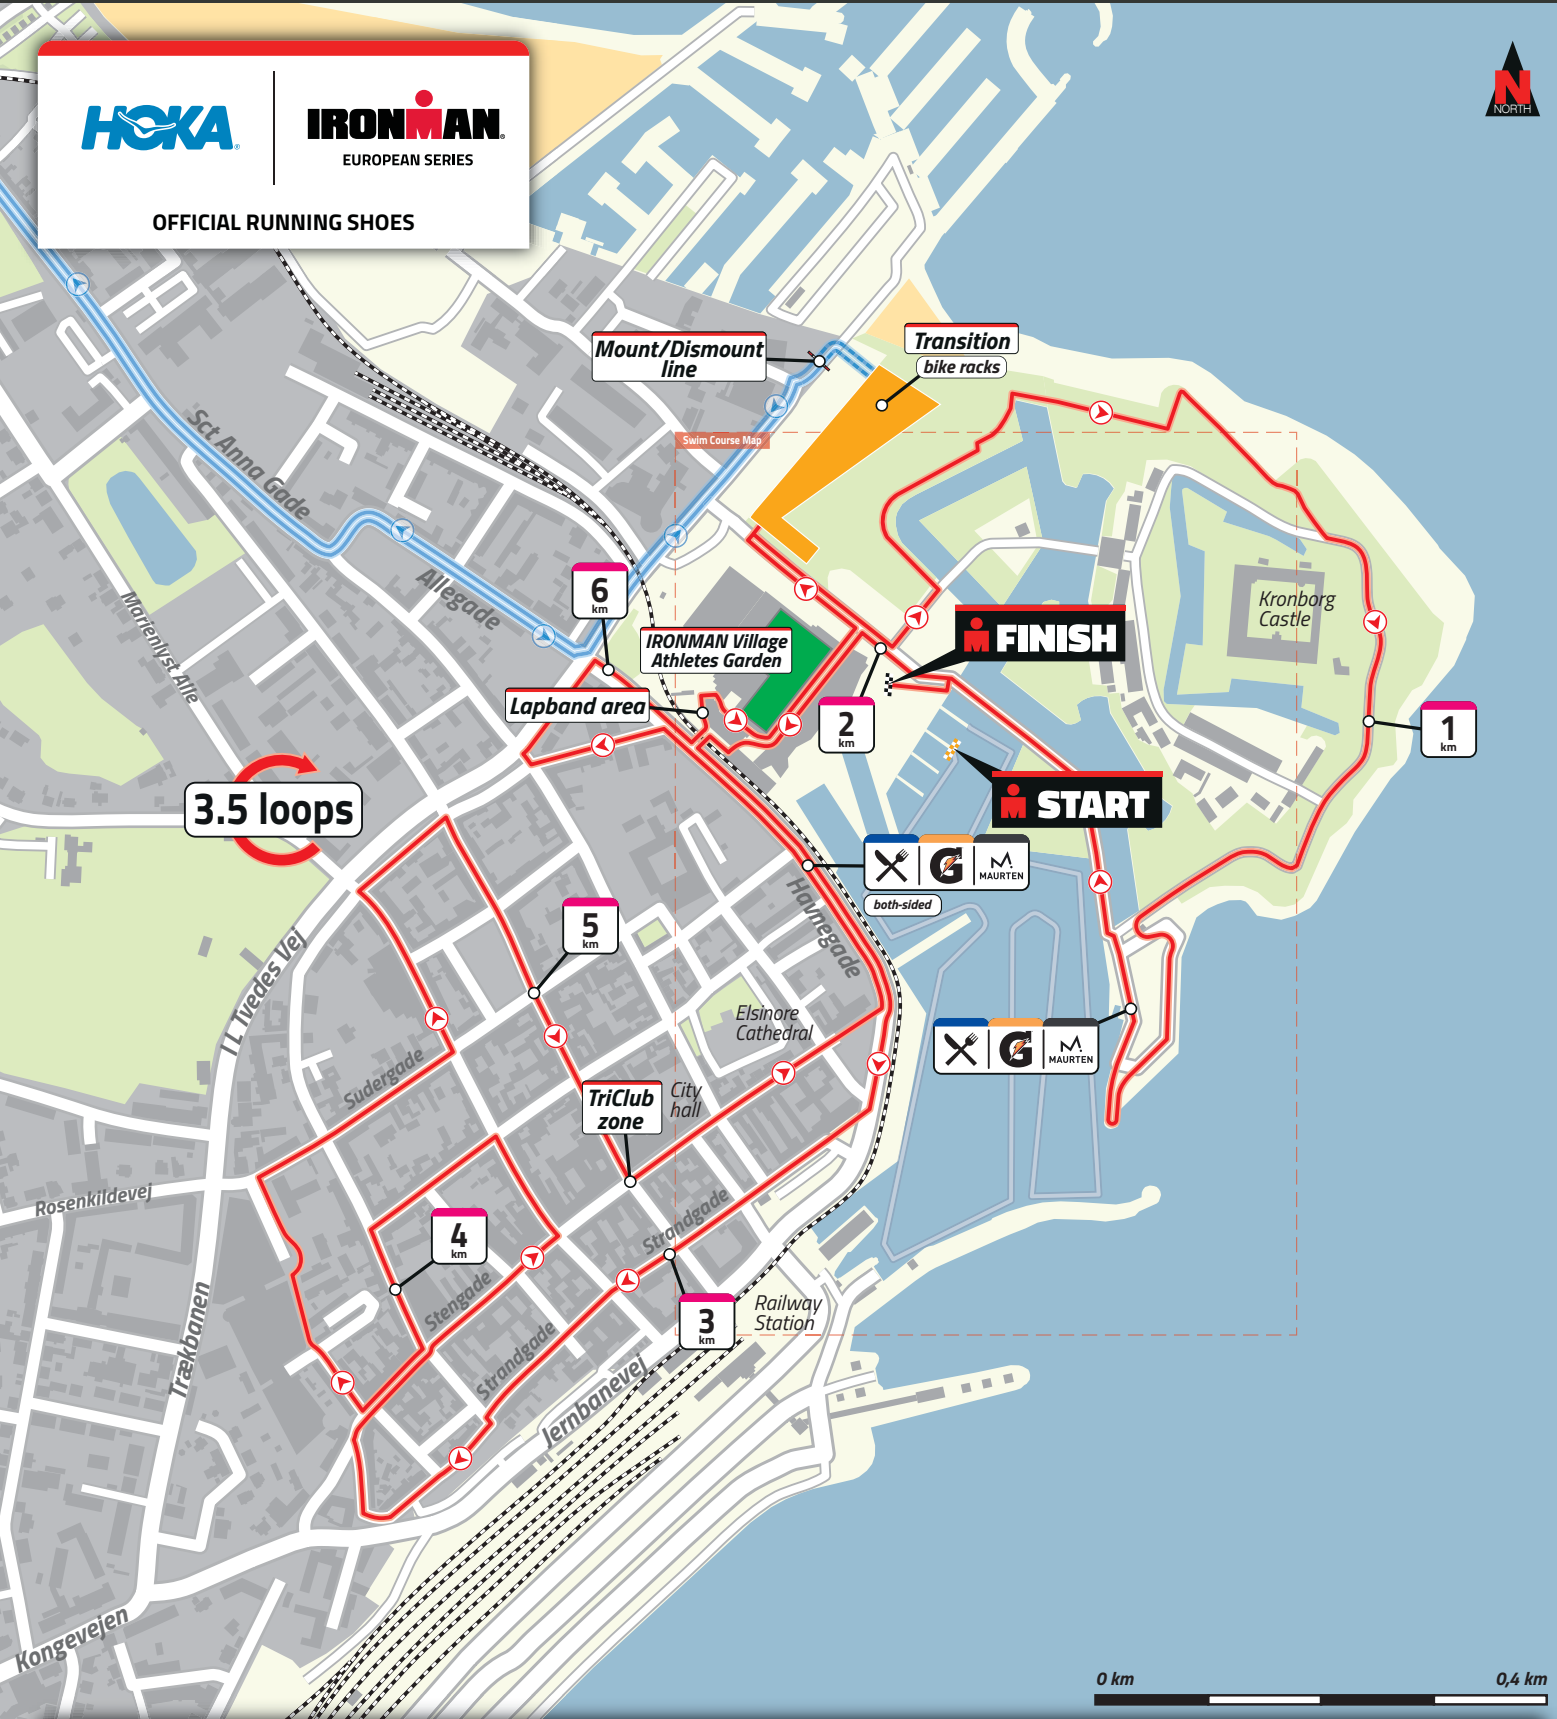 HOKA
IRONMAN
EUROPEAN SERIES
OFFICIAL RUNNING SHOES
N
NORTH
Mount/Dismount
line
Transition
bike racks
Swim Course Map
Sct Anna Gade
Allegade
Marienlyst Alle
6
km
IRONMAN Village
Athletes Garden
Lapband area
FINISH
Kronborg
Castle
2
km
1
km
START
3.5 loops
MAURTEN
both-sided
Havnegade
5
km
I L Tvedes Vej
Elsinore
Cathedral
MAURTEN
Sudergade
TriClub
zone
City
hall
Rosenkildevej
4
km
Strandgade
Stengade
3
km
Railway
Station
Trækbanen
Strandgade
Jernbanevej
Kongevejen
0 km
0,4 km